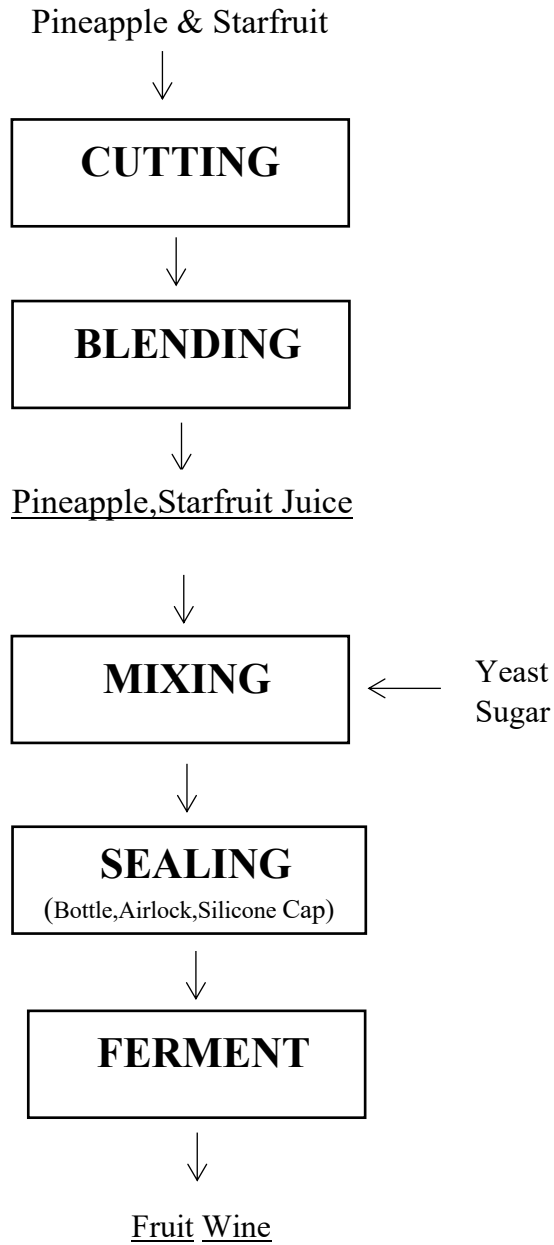 Pineapple & Starfruit
CUTTING
BLENDING
Pineapple,Starfruit Juice
MIXING
Yeast
Sugar
SEALING
(Bottle,Airlock,Silicone Cap)
FERMENT
Fruit Wine